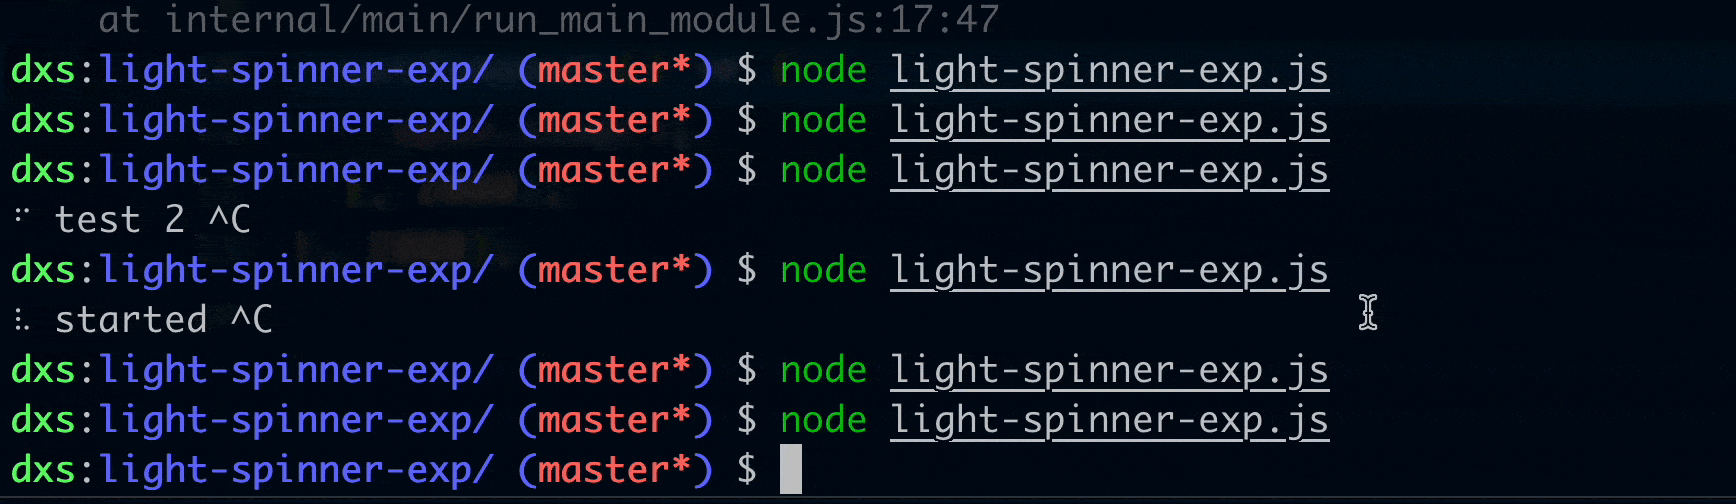 at internal/main/run_main_module.js:17:47
dxs:light-spinner-exp/ (master*) $ node light-spinner-exp.js
dxs:light-spinner-exp/ (master*) $ node light-spinner-exp.js
dxs:light-spinner-exp/ (master*) $ node light-spinner-exp.js
⠋ test 2 ^C
dxs:light-spinner-exp/ (master*) $ node light-spinner-exp.js
⠧ started ^C
dxs:light-spinner-exp/ (master*) $ node light-spinner-exp.js
dxs:light-spinner-exp/ (master*) $ node light-spinner-exp.js
dxs:light-spinner-exp/ (master*) $